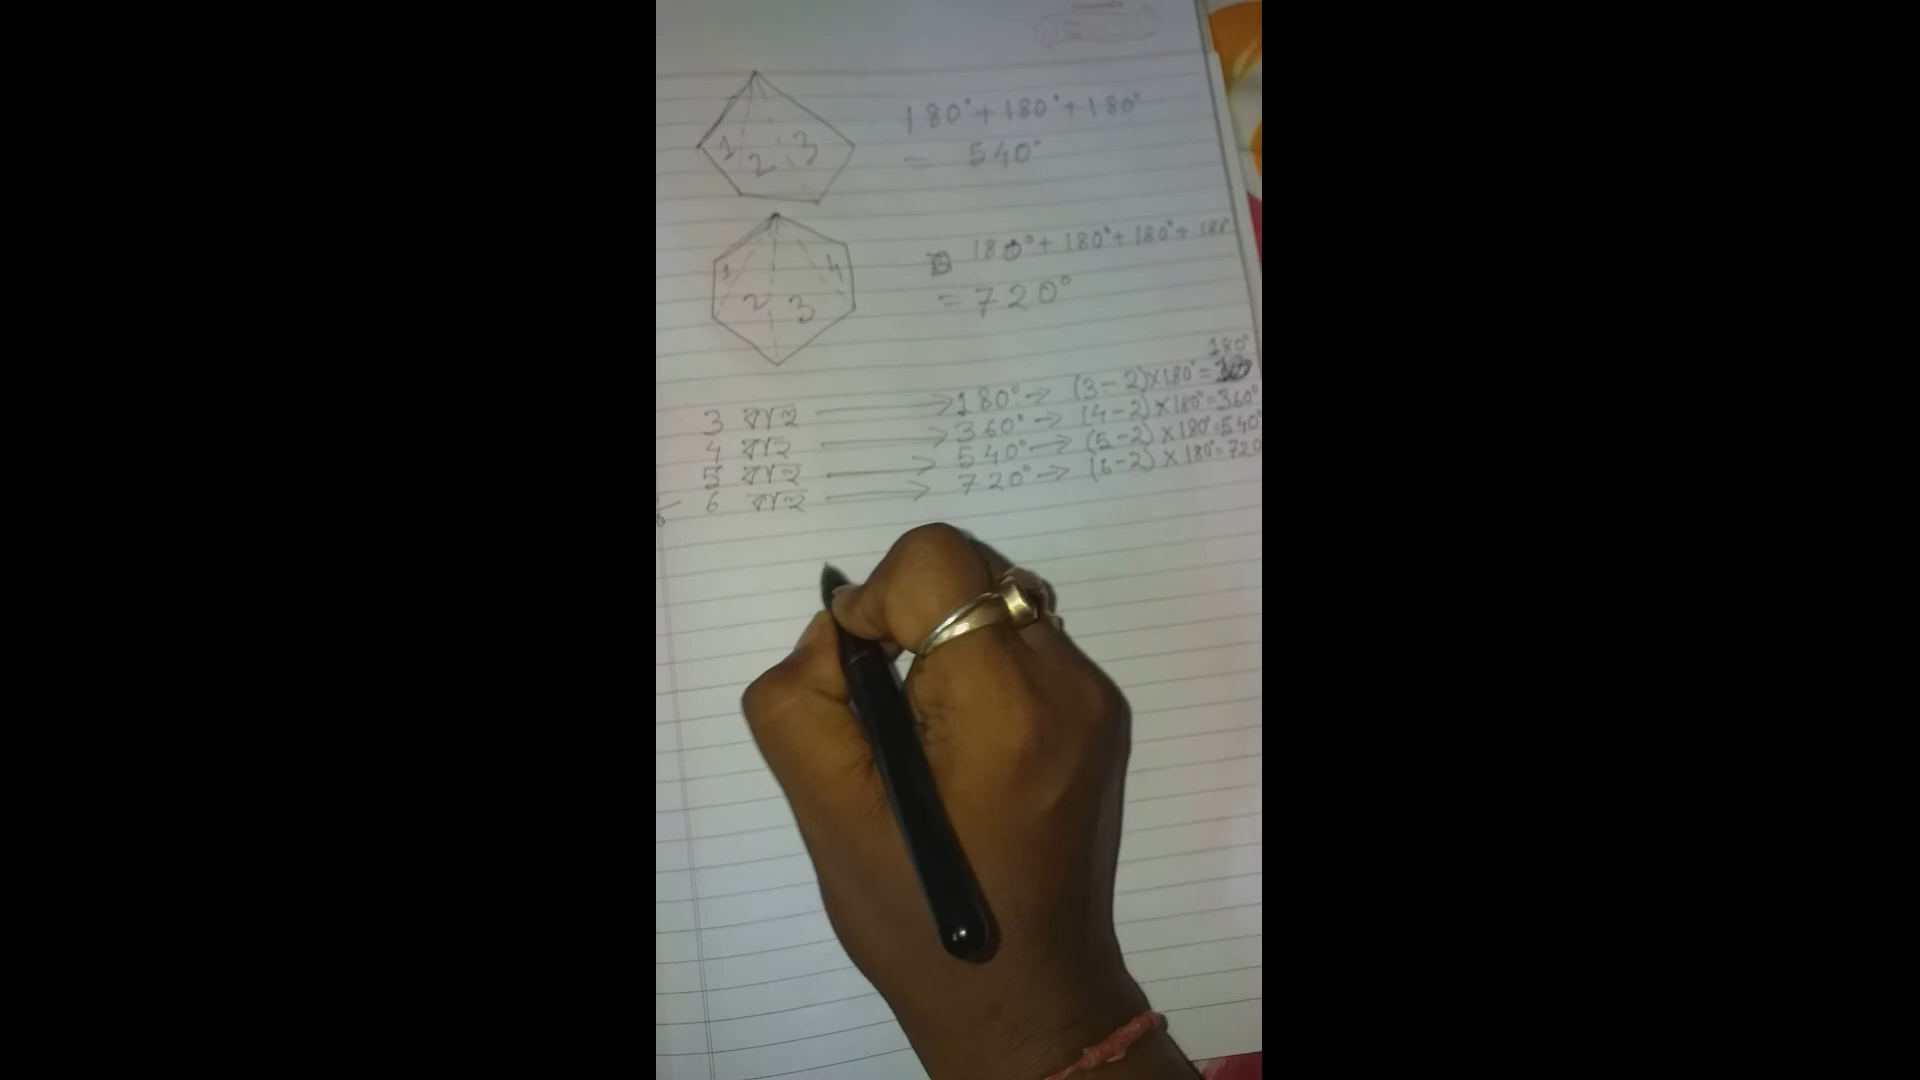 180°+180°+180°
1 2 3
= 540°
180°+180°+180°+180°
1 2 3 4
= 720°
180°
3 বাহু → 180° → (3-2)×180°=
4 বাহু → 360° → (4-2)×180°=360°
5 বাহু → 540° → (5-2)×180°=540°
6 বাহু → 720° → (6-2)×180°=720